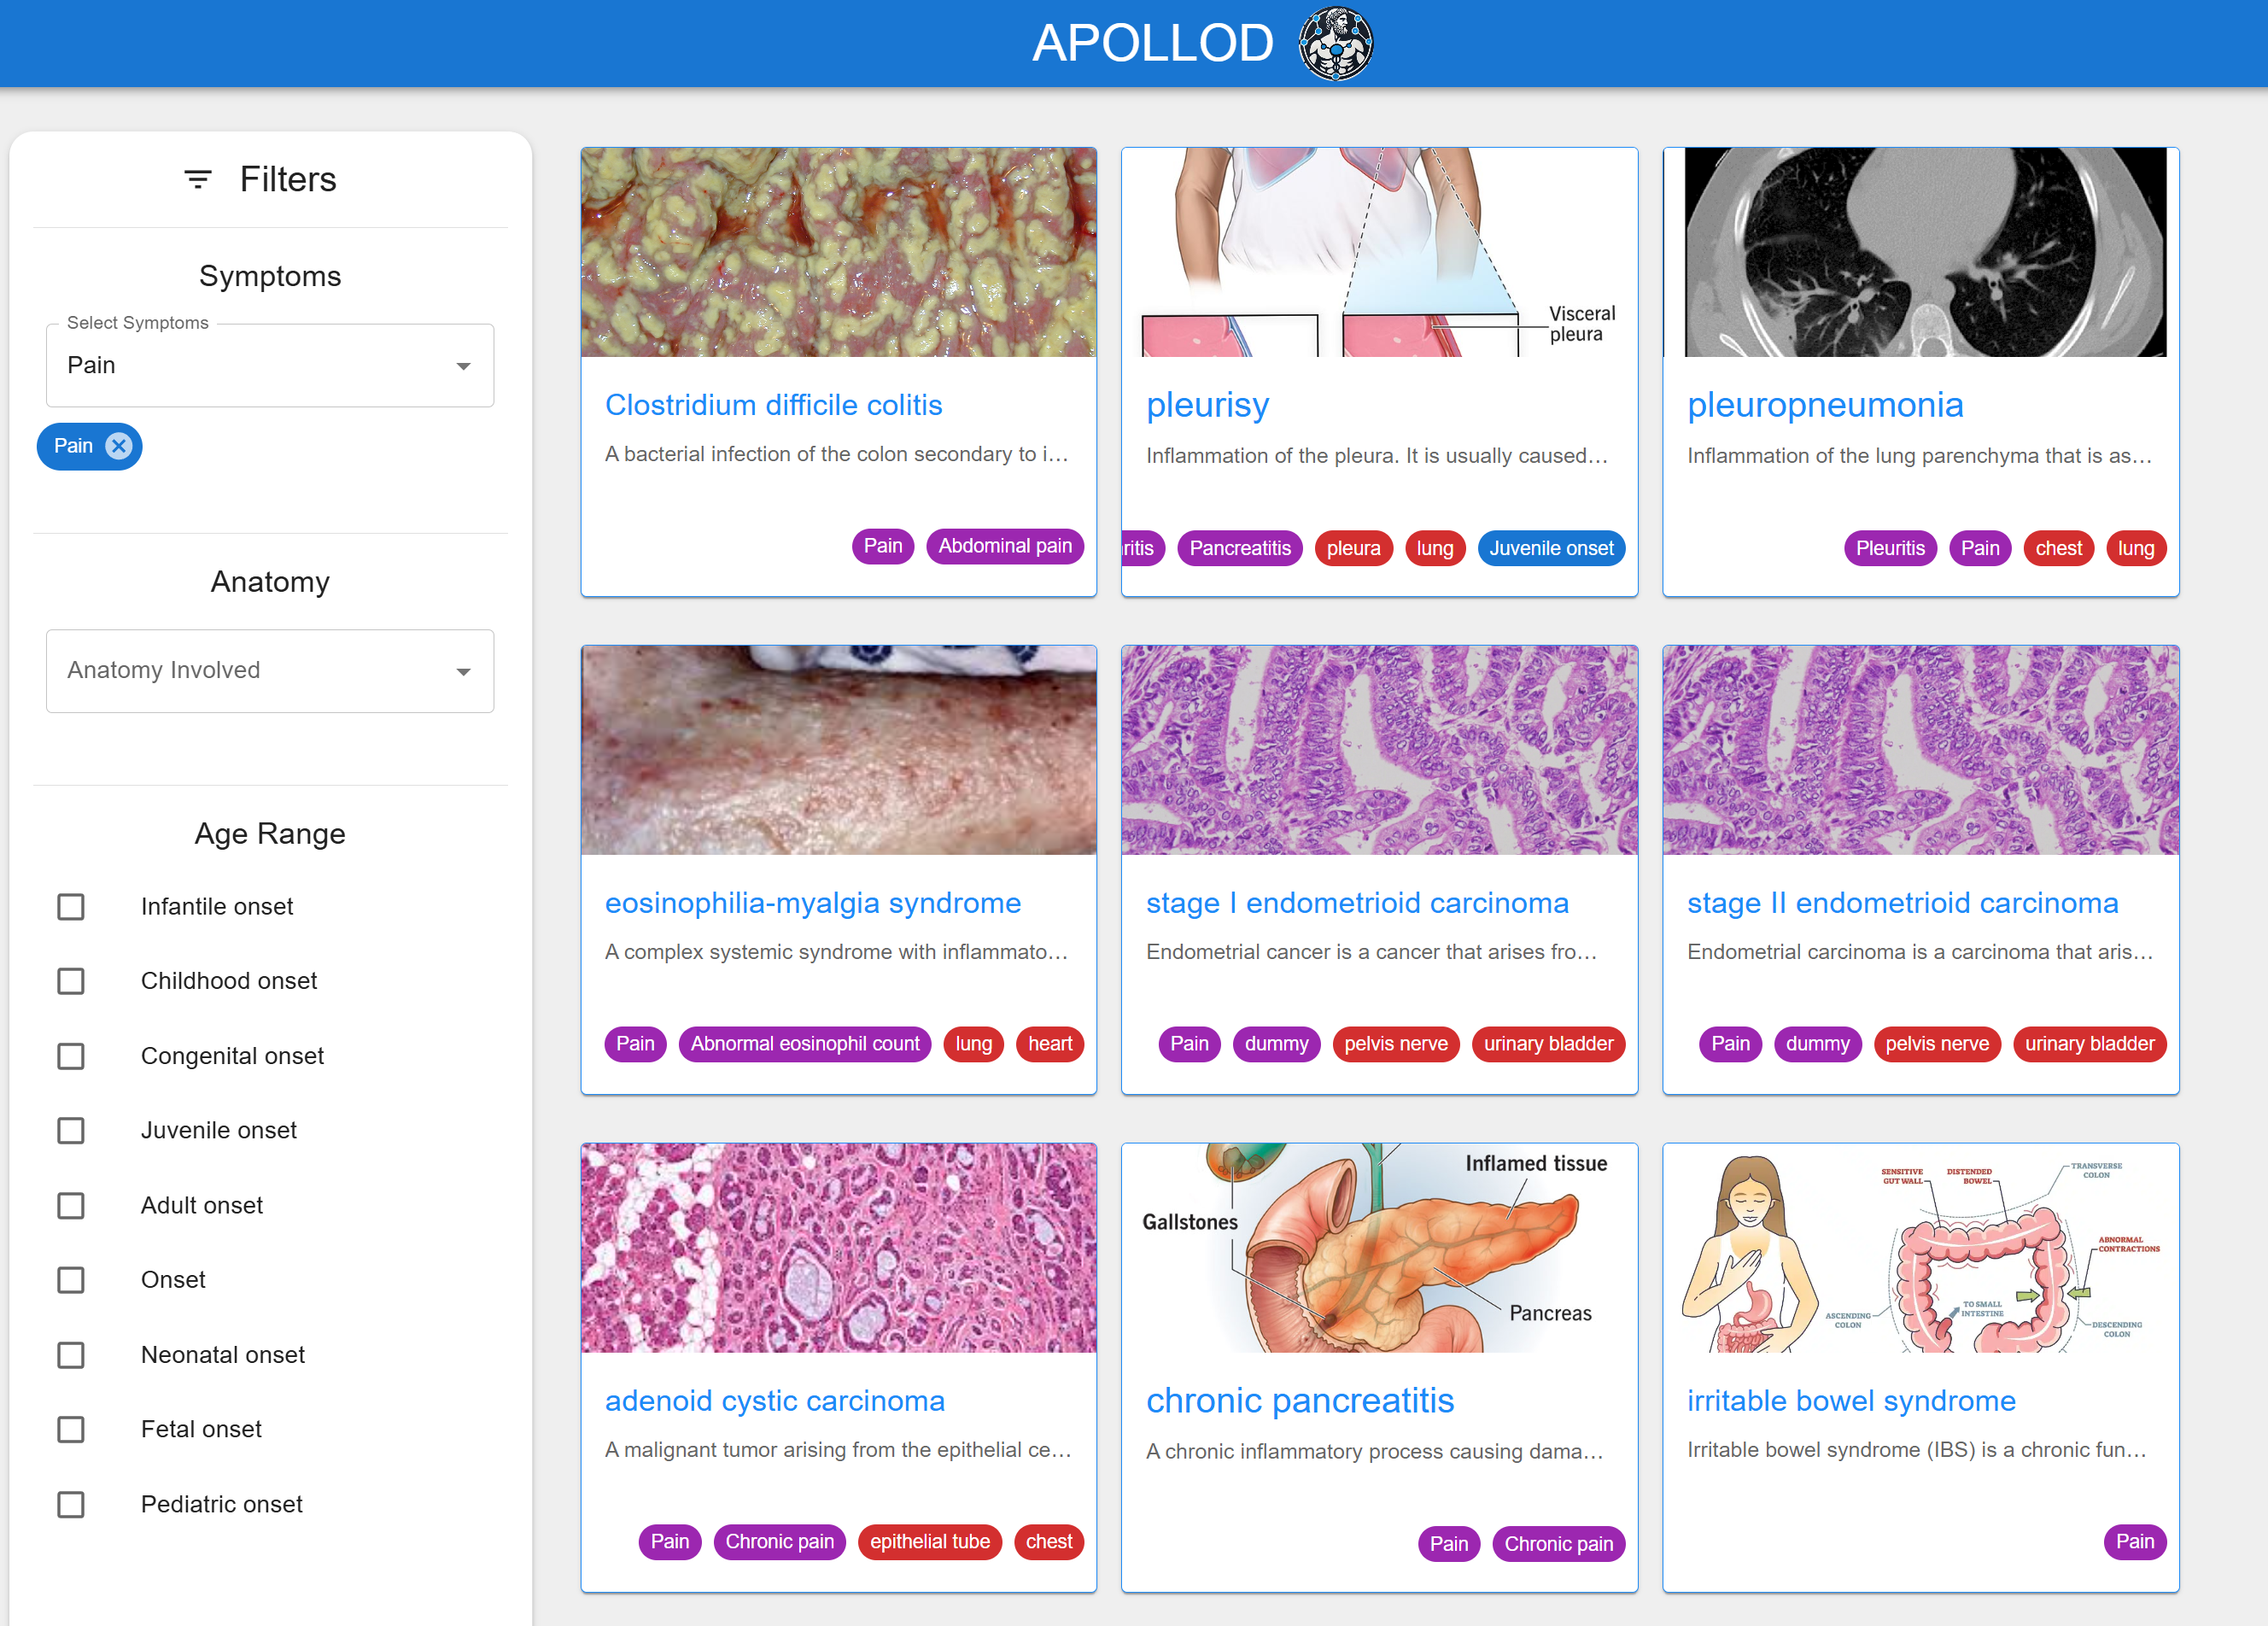 APOLLOD
Filters
Symptoms
Select Symptoms
Pain
Pain
Anatomy
Anatomy Involved
Age Range
Infantile onset
Childhood onset
Congenital onset
Juvenile onset
Adult onset
Onset
Neonatal onset
Fetal onset
Pediatric onset
Clostridium difficile colitis
A bacterial infection of the colon secondary to i...
Pain Abdominal pain
Visceral
pleura
pleurisy
Inflammation of the pleura. It is usually caused...
ritis Pancreatitis pleura lung Juvenile onset
pleuropneumonia
Inflammation of the lung parenchyma that is as...
Pleuritis Pain chest lung
eosinophilia-myalgia syndrome
A complex systemic syndrome with inflammato...
Pain Abnormal eosinophil count lung heart
stage I endometrioid carcinoma
Endometrial cancer is a cancer that arises fro...
Pain dummy pelvis nerve urinary bladder
stage II endometrioid carcinoma
Endometrial carcinoma is a carcinoma that aris...
Pain dummy pelvis nerve urinary bladder
adenoid cystic carcinoma
A malignant tumor arising from the epithelial ce...
Pain Chronic pain epithelial tube chest
Inflamed tissue
Gallstones
Pancreas
chronic pancreatitis
A chronic inflammatory process causing dama...
Pain Chronic pain
SENSITIVE
GUT WALL
DISTENDED
BOWEL
TRANSVERSE
COLON
ABNORMAL
CONTRACTIONS
TO SMALL
INTESTINE
ASCENDING
COLON
DESCENDING
COLON
irritable bowel syndrome
Irritable bowel syndrome (IBS) is a chronic fun...
Pain